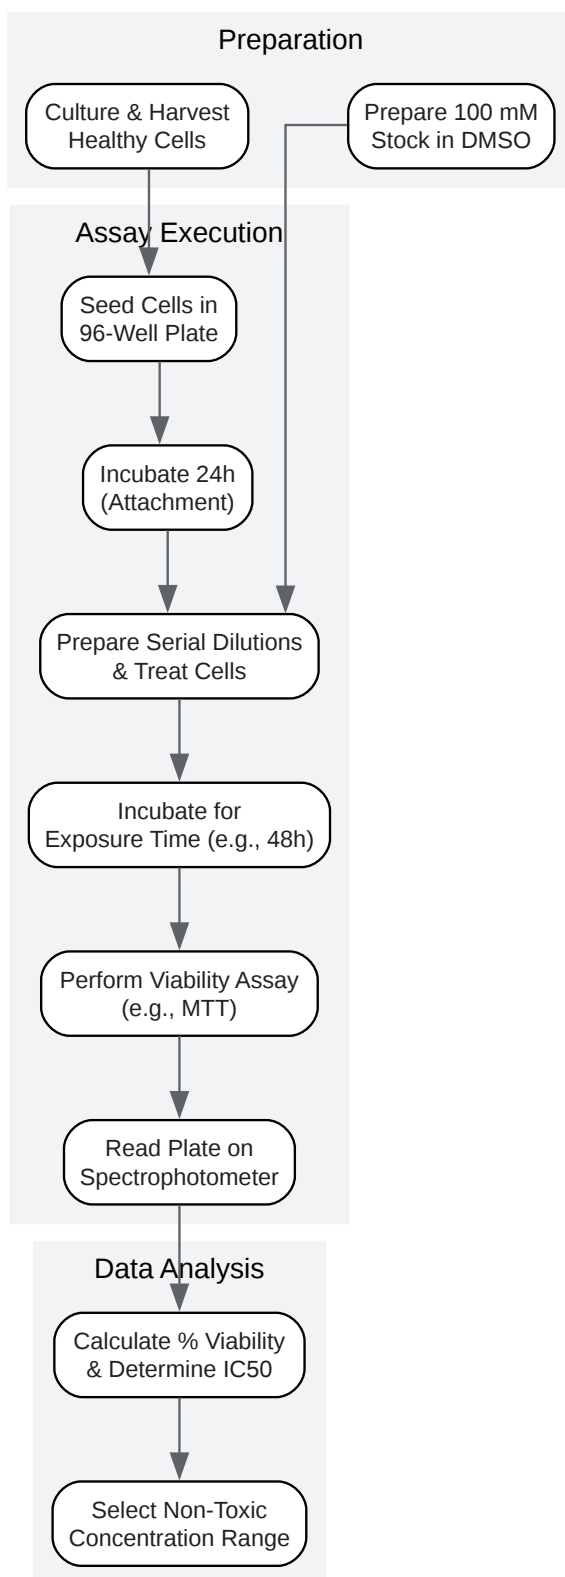 Preparation
Culture & Harvest
Healthy Cells
Prepare 100 mM
Stock in DMSO
Assay Execution
Seed Cells in
96-Well Plate
Incubate 24h
(Attachment)
Prepare Serial Dilutions
& Treat Cells
Incubate for
Exposure Time (e.g., 48h)
Perform Viability Assay
(e.g., MTT)
Read Plate on
Spectrophotometer
Data Analysis
Calculate % Viability
& Determine IC50
Select Non-Toxic
Concentration Range